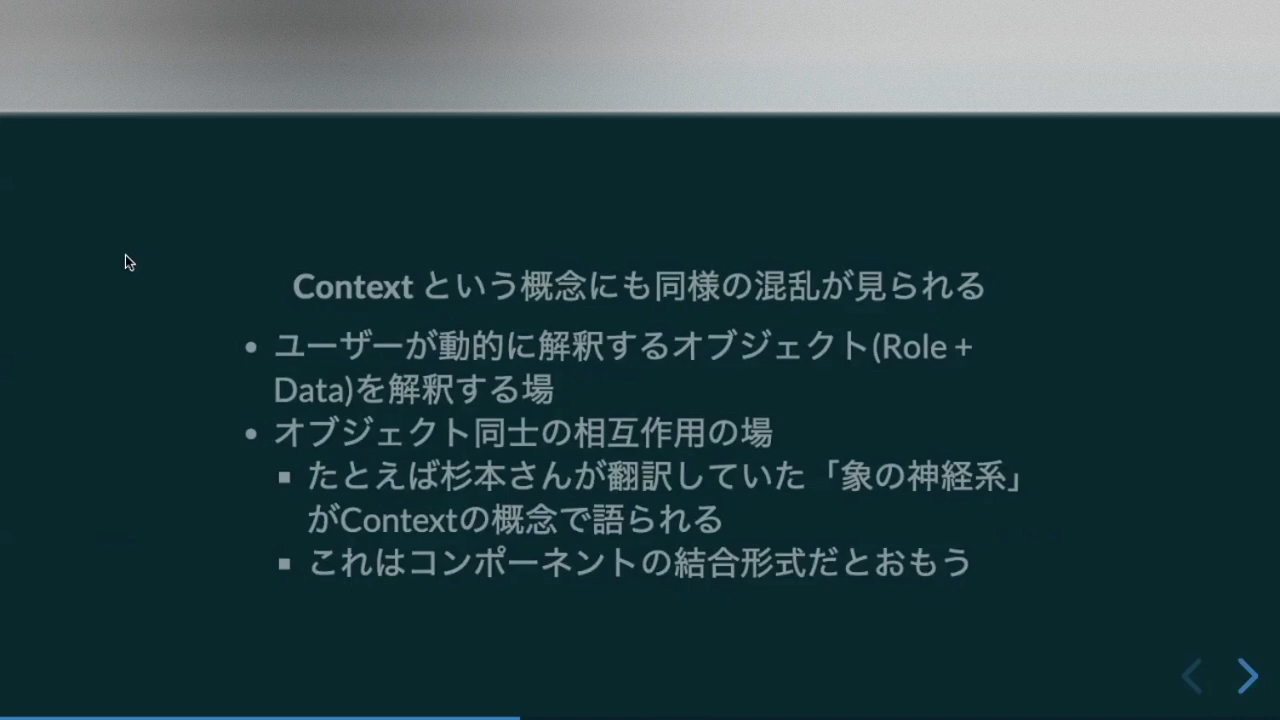 Context という概念にも同様の混乱が見られる
• ユーザーが動的に解釈するオブジェクト(Role +
Data)を解釈する場
• オブジェクト同士の相互作用の場
▪ たとえば杉本さんが翻訳していた「象の神経系」
がContextの概念で語られる
▪ これはコンポーネントの結合形式だとおもう